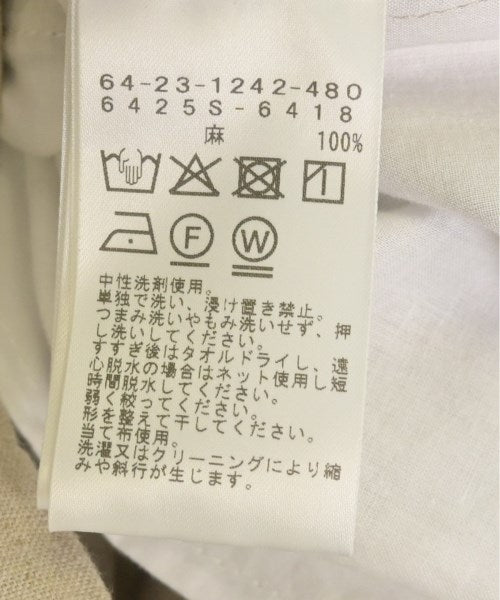 64-23-1242-480
6425S-6418
麻 100%
F W
中性洗剤使用。
単独で洗い、浸け置き禁止。
つまみ洗いやもみ洗いせず、押
し洗いしてください。
すすぎ後はタオルドライし、遠
心脱水の場合はネット使用し短
時間脱水してください。
弱く絞ってください。
形を整えて干してください。
当て布使用。
洗濯又はクリーニングにより縮
みや斜行が生じます。